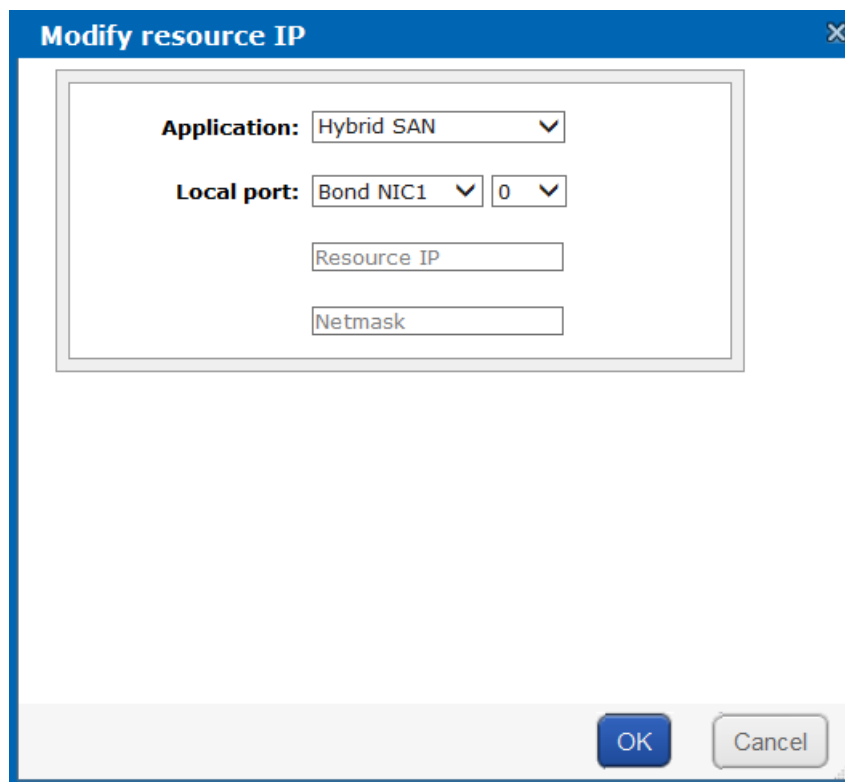 Modify resource IP
Application: Hybrid SAN
Local port: Bond NIC1 0
Resource IP
Netmask
OK Cancel